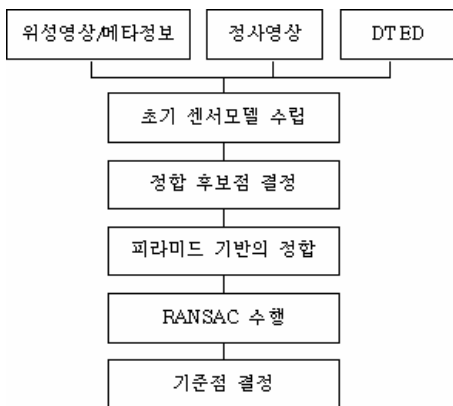 위성영상/메타정보
정사영상
DTED
초기 센서모델 수립
정합 후보점 결정
피라미드 기반의 정합
RANSAC 수행
기준점 결정